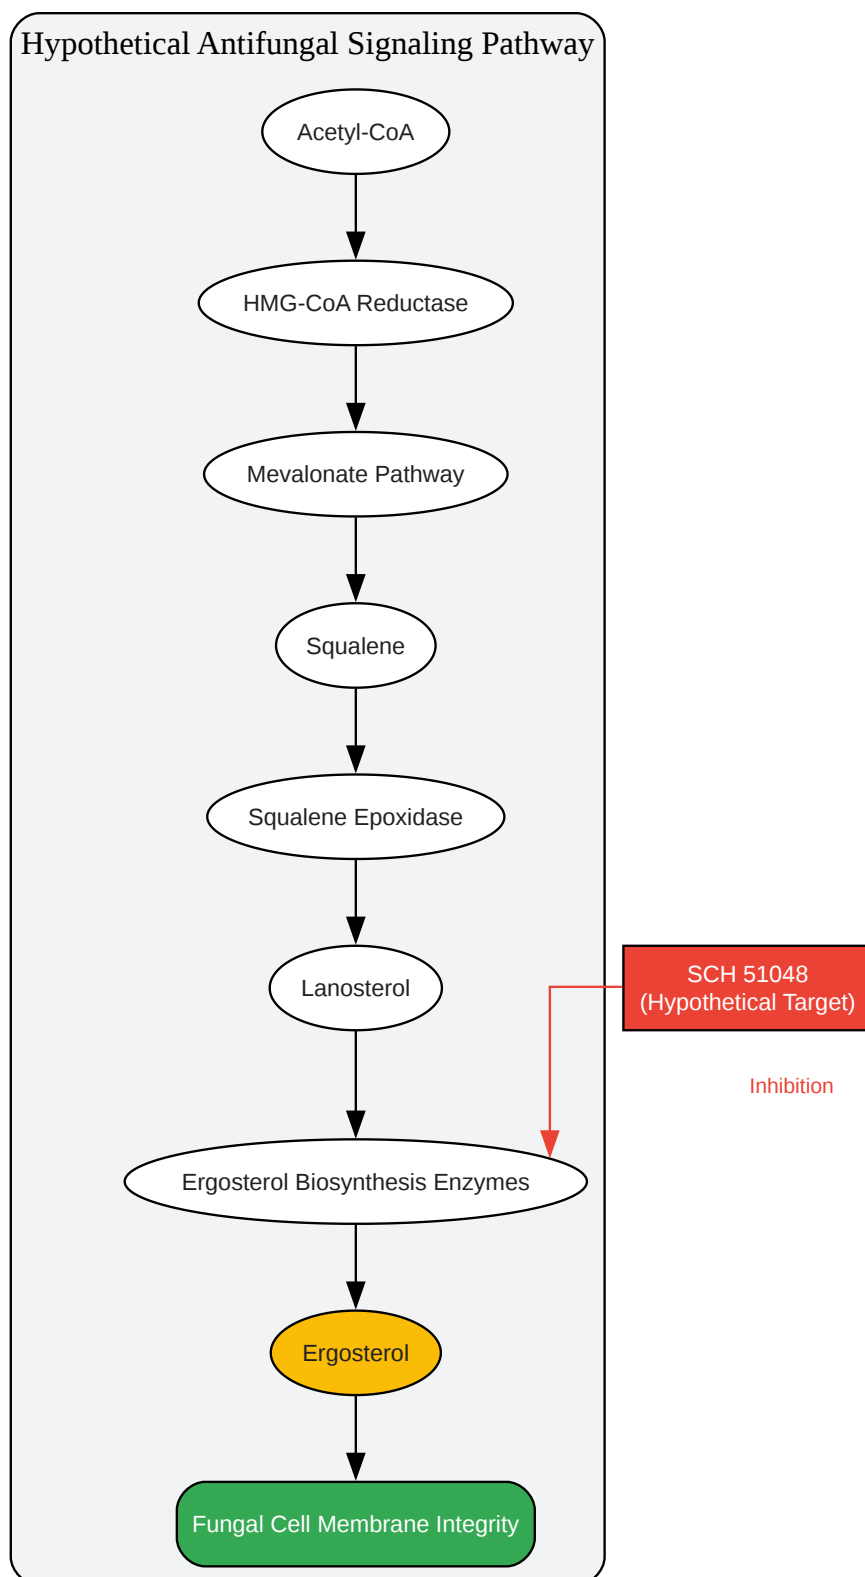 Hypothetical Antifungal Signaling Pathway
Acetyl-CoA
HMG-CoA Reductase
Mevalonate Pathway
Squalene
Squalene Epoxidase
Lanosterol
SCH 51048
(Hypothetical Target)
Inhibition
Ergosterol Biosynthesis Enzymes
Ergosterol
Fungal Cell Membrane Integrity